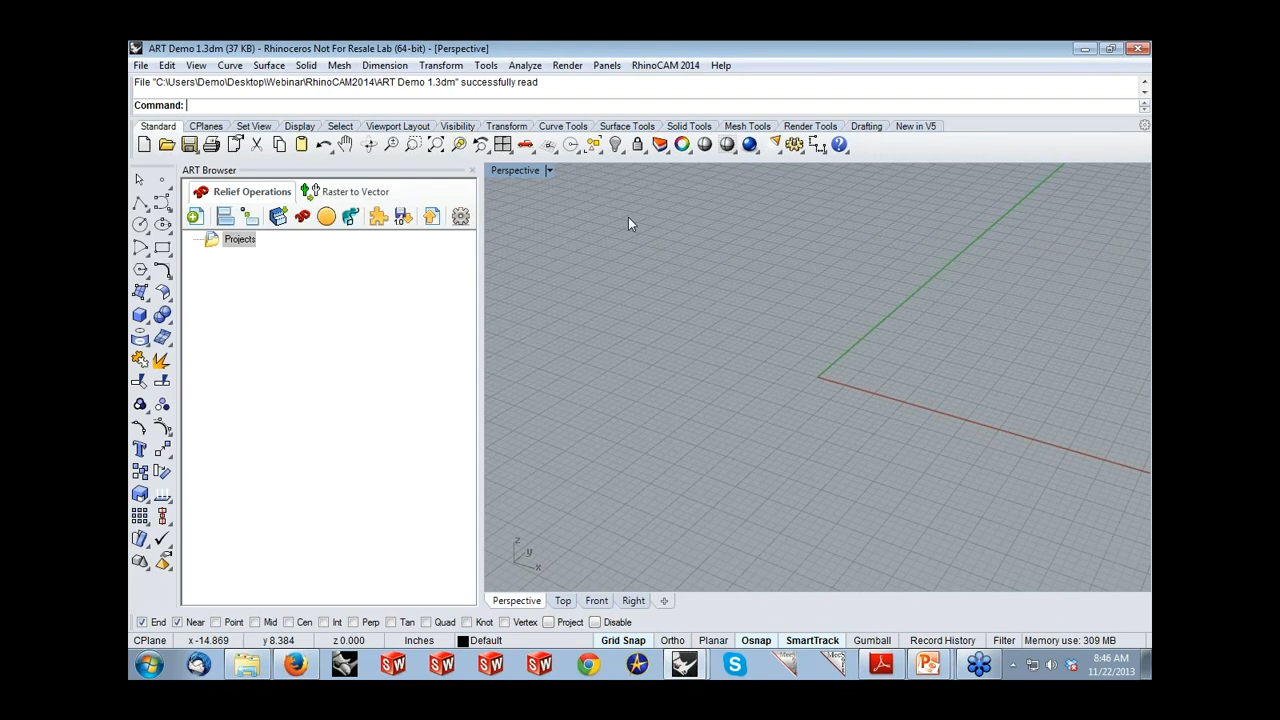 ART Demo 1.3dm (37 KB) - Rhinoceros Not For Resale Lab (64-bit) - [Perspective]
File Edit View Curve Surface Solid Mesh Dimension Transform Tools Analyze Render Panels RhinoCAM 2014 Help
File "C:\Users\Demo\Desktop\Webinar\RhinoCAM2014\ART Demo 1.3dm" successfully read
Command:
Standard CPlanes Set View Display Select Viewport Layout Visibility Transform Curve Tools Surface Tools Solid Tools Mesh Tools Render Tools Drafting New in V5
ART Browser
Perspective
Relief Operations Raster to Vector
Projects
z
y
x
Perspective Top Front Right
End Near Point Mid Cen Int Perp Tan Quad Knot Vertex Project Disable
CPlane x -14.869 y 8.384 z 0.000 Inches Default Grid Snap Ortho Planar Osnap SmartTrack Gumball Record History Filter Memory use: 309 MB
8:46 AM
11/22/2013